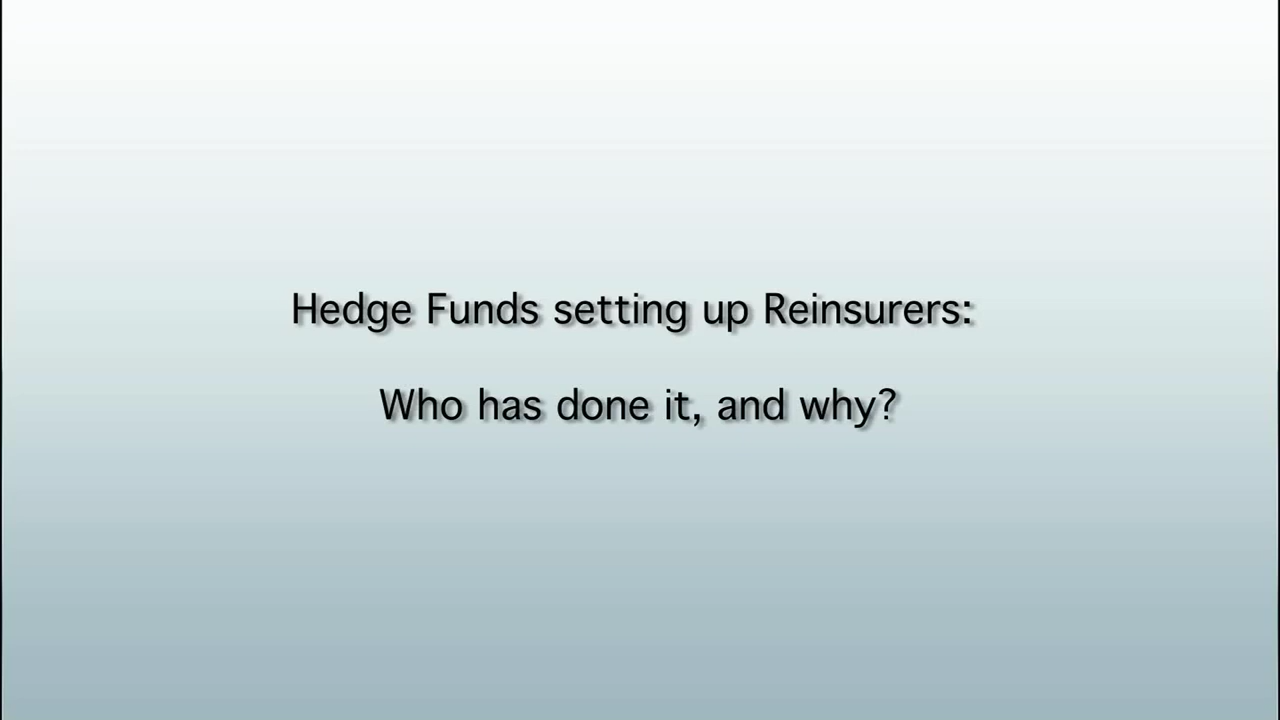 Hedge Funds setting up Reinsurers:
Who has done it, and why?